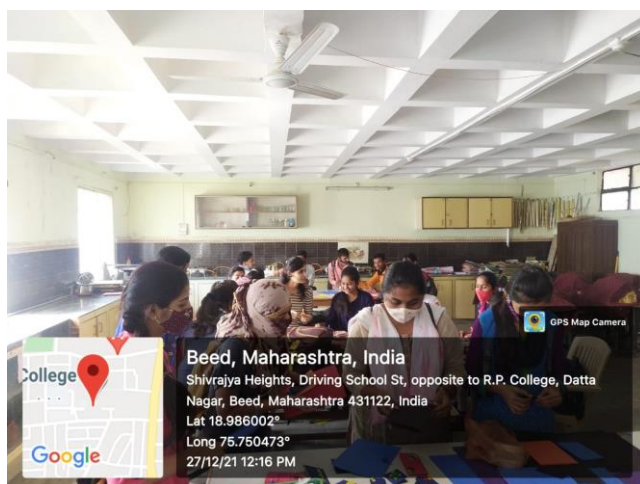 GPS Map Camera
College
Google
Beed, Maharashtra, India
Shivrajya Heights, Driving School St, opposite to R.P. College, Datta
Nagar, Beed, Maharashtra 431122, India
Lat 18.986002°
Long 75.750473°
27/12/21 12:16 PM